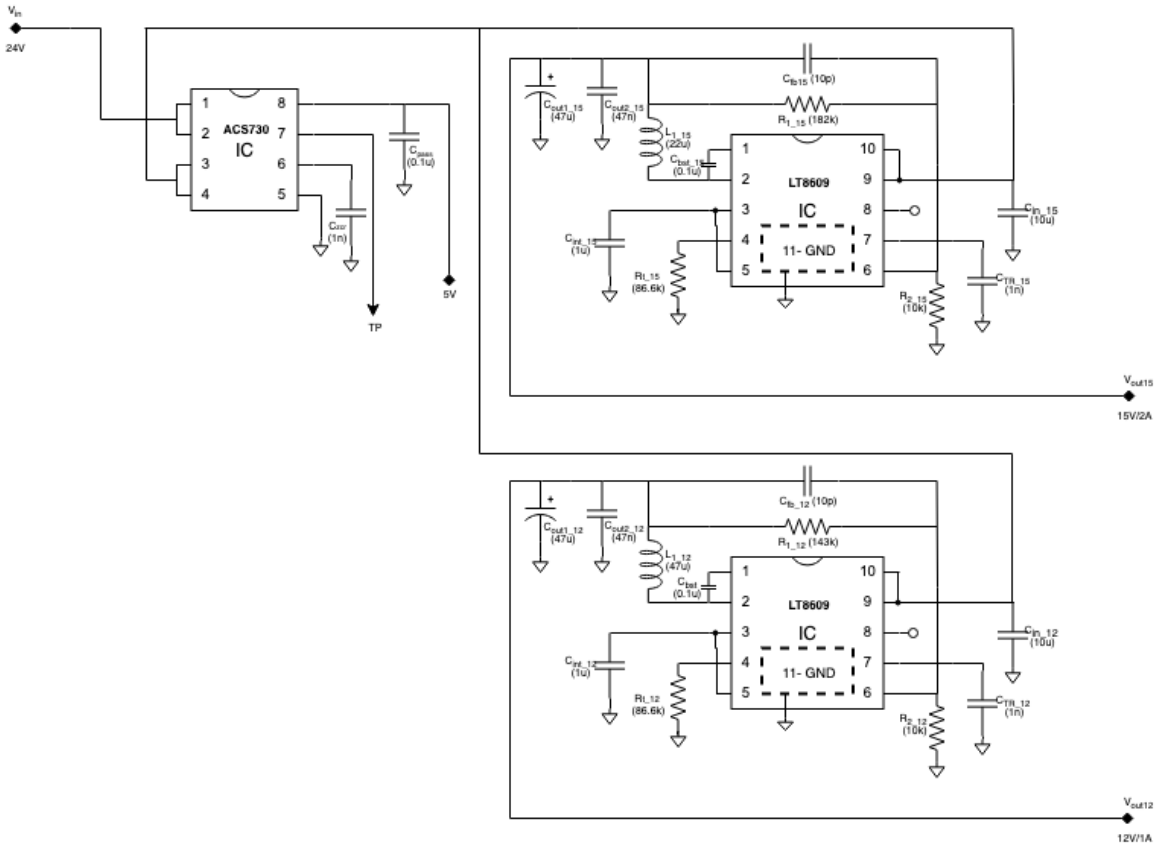 Vin
24V
1
2
3
4
ACS730
IC
8
7
6
5
Cpass
(0.1u)
(1n)
TP
5V
Cout1_15
(47u)
+
Cout2_15
(47n)
L1_15
(22u)
Cfb15 (10p)
R1_15 (182k)
Cbst_15
(0.1u)
1
2
3
4
5
LT8609
IC
11- GND
10
9
8
7
6
Cint_15
(1u)
Rt_15
(86.6k)
R2_15
(10k)
CTR_15
(1n)
Cin_15
(10u)
Vout15
15V/2A
Cout1_12
(47u)
+
Cout2_12
(47n)
L1_12
(47u)
Cfb_12 (10p)
R1_12 (143k)
Cbst
(0.1u)
1
2
3
4
5
LT8609
IC
11- GND
10
9
8
7
6
Cint_12
(1u)
Rt_12
(86.6k)
R2_12
(10k)
CTR_12
(1n)
Cin_12
(10u)
Vout12
12V/1A